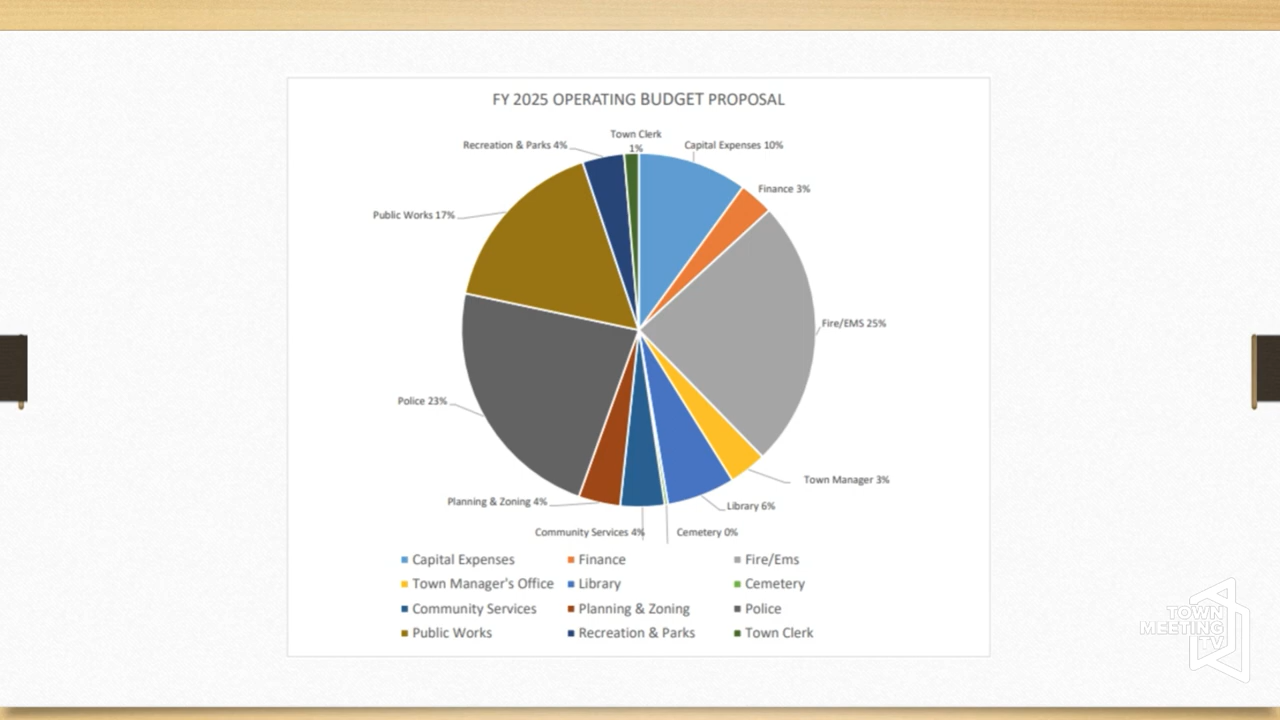 FY 2025 OPERATING BUDGET PROPOSAL
Town Clerk
1%
Recreation & Parks 4%
Capital Expenses 10%
Finance 3%
Public Works 17%
Fire/EMS 25%
Police 23%
Town Manager 3%
Planning & Zoning 4%
Library 6%
Community Services 4%
Cemetery 0%
Capital Expenses
Finance
Fire/Ems
Town Manager's Office
Library
Cemetery
Community Services
Planning & Zoning
Police
Public Works
Recreation & Parks
Town Clerk
TOWN
MEETING
TV